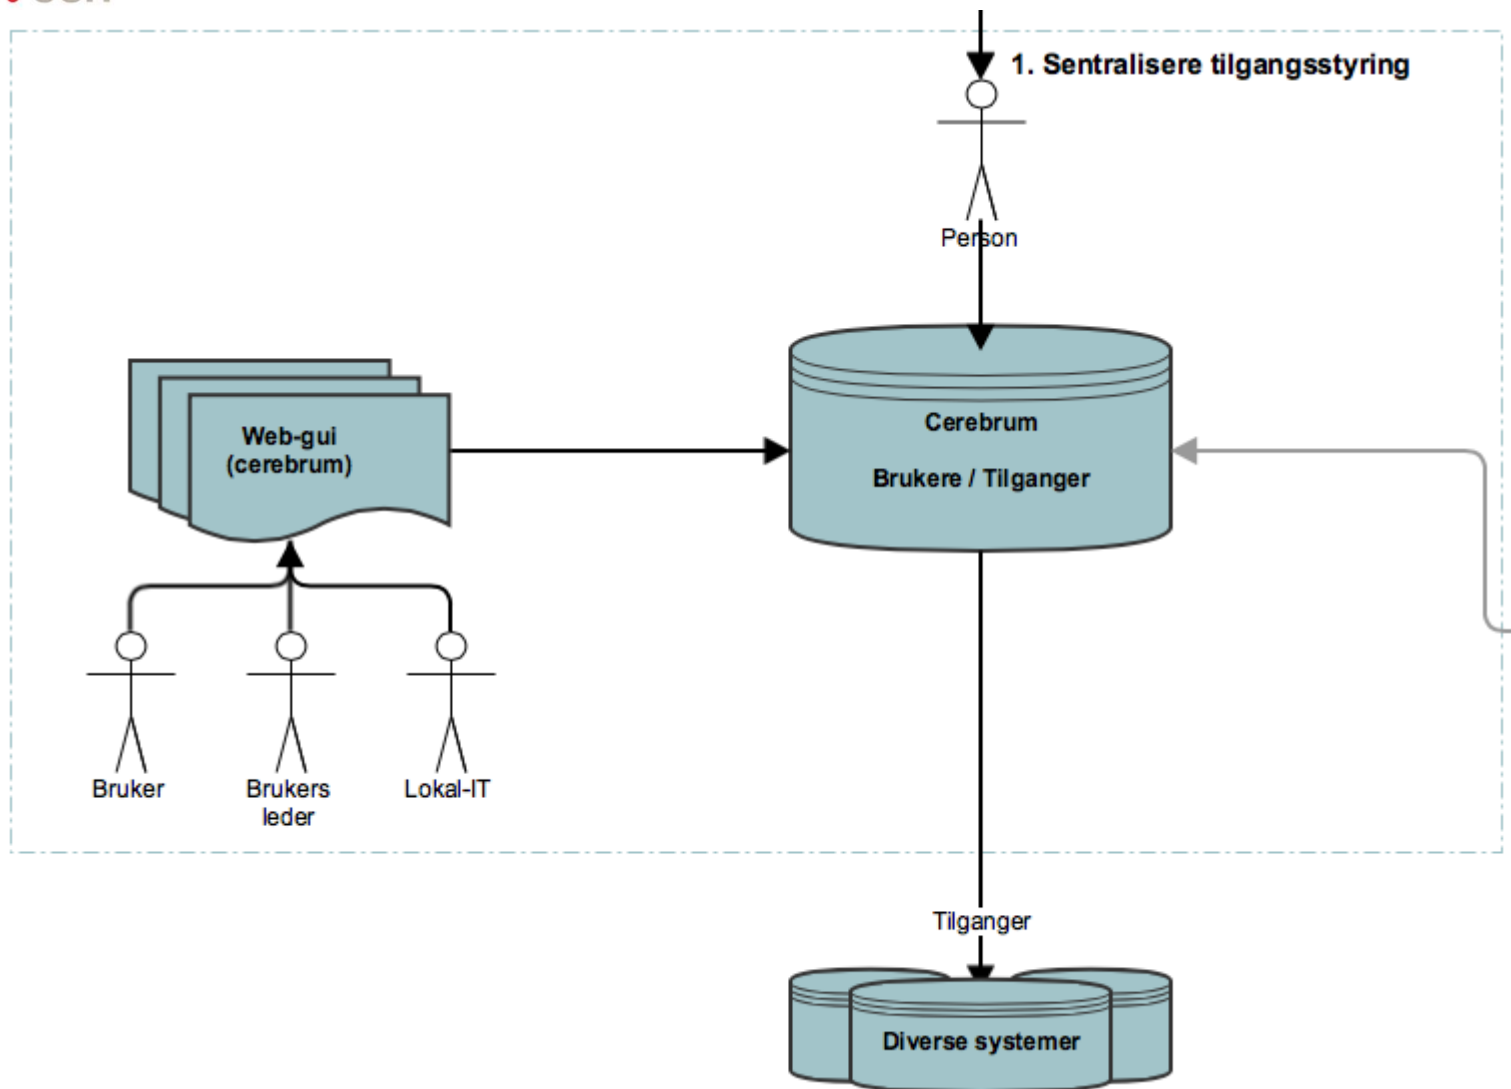 1. Sentralisere tilgangsstyring
Person
Cerebrum
Brukere / Tilganger
Web-gui
(cerebrum)
Bruker
Brukers
leder
Lokal-IT
Tilganger
Diverse systemer